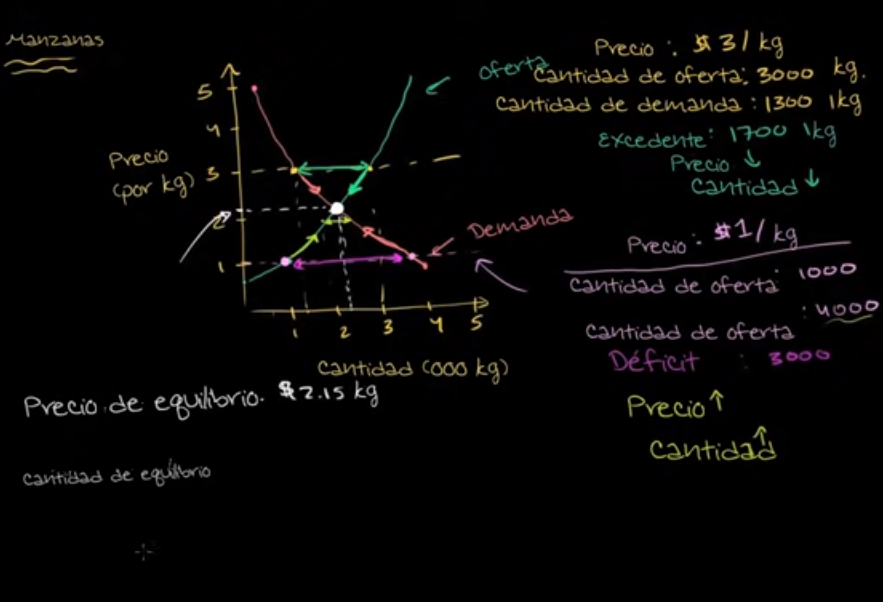 Manzanas
Precio
(por kg)
5
4
3
2
1
1
2
3
4
5
Cantidad (000 kg)
Oferta
Demanda
Precio: $3/kg
Cantidad de oferta: 3000 kg.
Cantidad de demanda: 1300 kg
Excedente: 1700 kg
Precio ↓
Cantidad ↓
Precio: $1/kg
Cantidad de oferta: 1000
Cantidad de oferta : 4000
Déficit : 3000
Precio ↑
Cantidad ↑
Precio de equilibrio. $2.15 kg
Cantidad de equilibrio